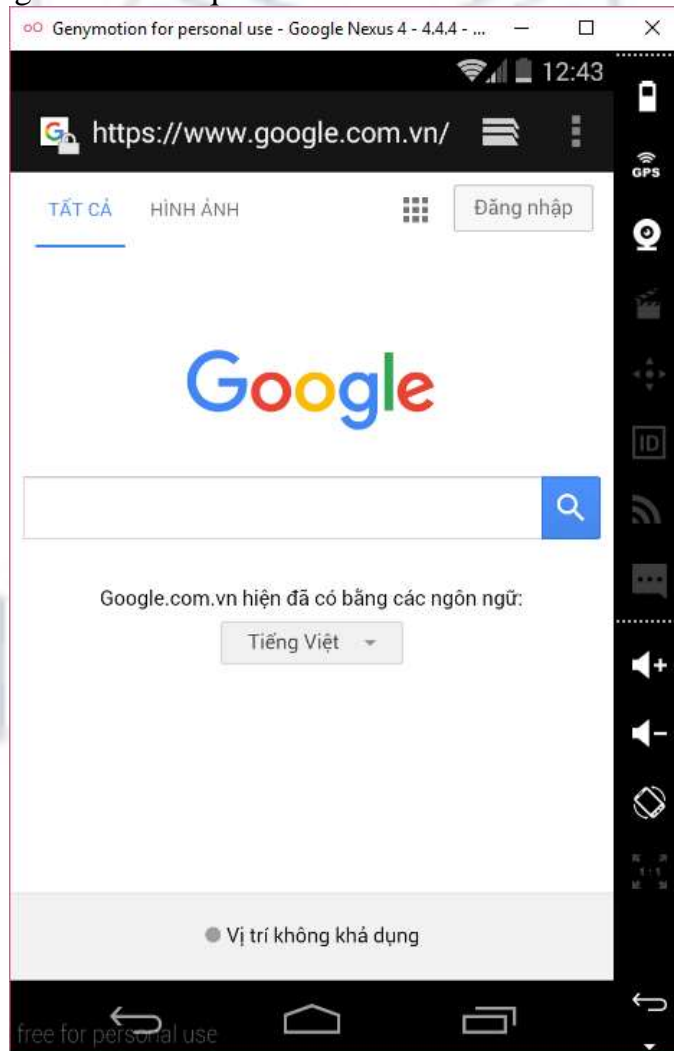 Genymotion for personal use - Google Nexus 4 - 4.4.4 - ...
12:43
https://www.google.com.vn/
GPS
TẤT CẢ HÌNH ẢNH Đăng nhập
Google
ID
Google.com.vn hiện đã có bằng các ngôn ngữ:
Tiếng Việt
1:1
Vị trí không khả dụng
free for personal use